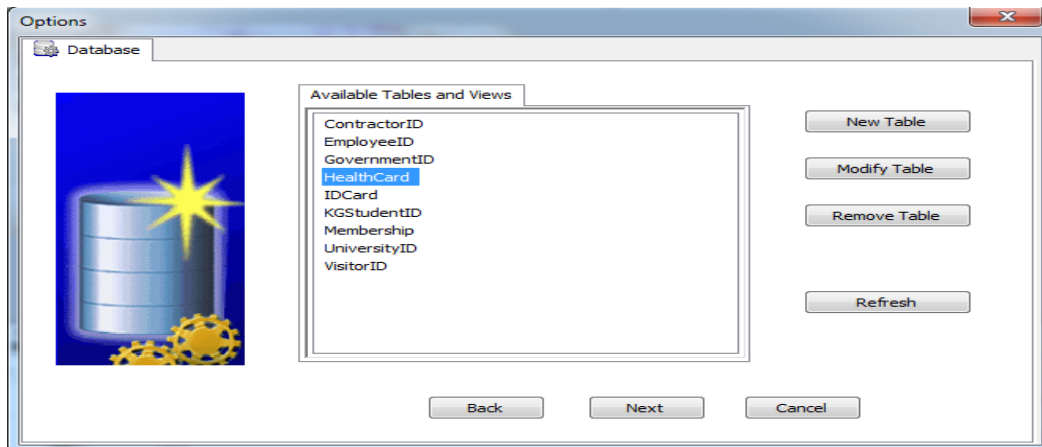 Options
Database
Available Tables and Views
ContractorID
EmployeeID
GovernmentID
HealthCard
IDCard
KGStudentID
Membership
UniversityID
VisitorID
New Table
Modify Table
Remove Table
Refresh
Back
Next
Cancel